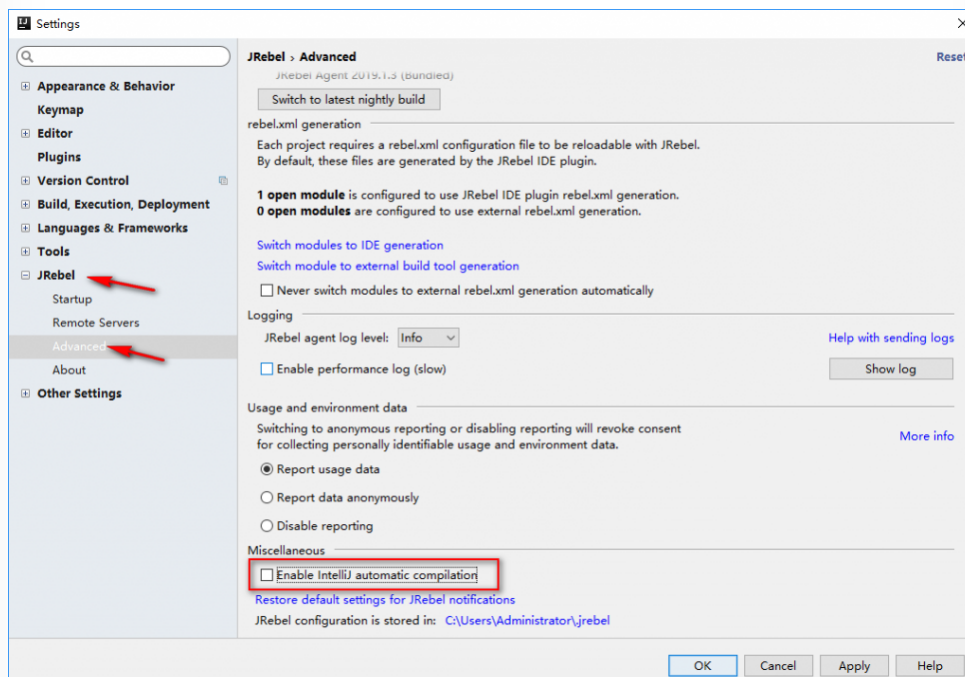 Settings
JRebel › Advanced
Reset
JRebel Agent 2019.1.3 (Bundled)
Switch to latest nightly build
Appearance & Behavior
Keymap
Editor
Plugins
Version Control
Build, Execution, Deployment
Languages & Frameworks
Tools
JRebel
Startup
Remote Servers
Advanced
About
Other Settings
rebel.xml generation
Each project requires a rebel.xml configuration file to be reloadable with JRebel.
By default, these files are generated by the JRebel IDE plugin.
1 open module is configured to use JRebel IDE plugin rebel.xml generation.
0 open modules are configured to use external rebel.xml generation.
Switch modules to IDE generation
Switch module to external build tool generation
Never switch modules to external rebel.xml generation automatically
Logging
JRebel agent log level: Info
Help with sending logs
Enable performance log (slow)
Show log
Usage and environment data
Switching to anonymous reporting or disabling reporting will revoke consent
for collecting personally identifiable usage and environment data.
More info
Report usage data
Report data anonymously
Disable reporting
Miscellaneous
Enable IntelliJ automatic compilation
Restore default settings for JRebel notifications
JRebel configuration is stored in: C:\Users\Administrator\.jrebel
OK
Cancel
Apply
Help